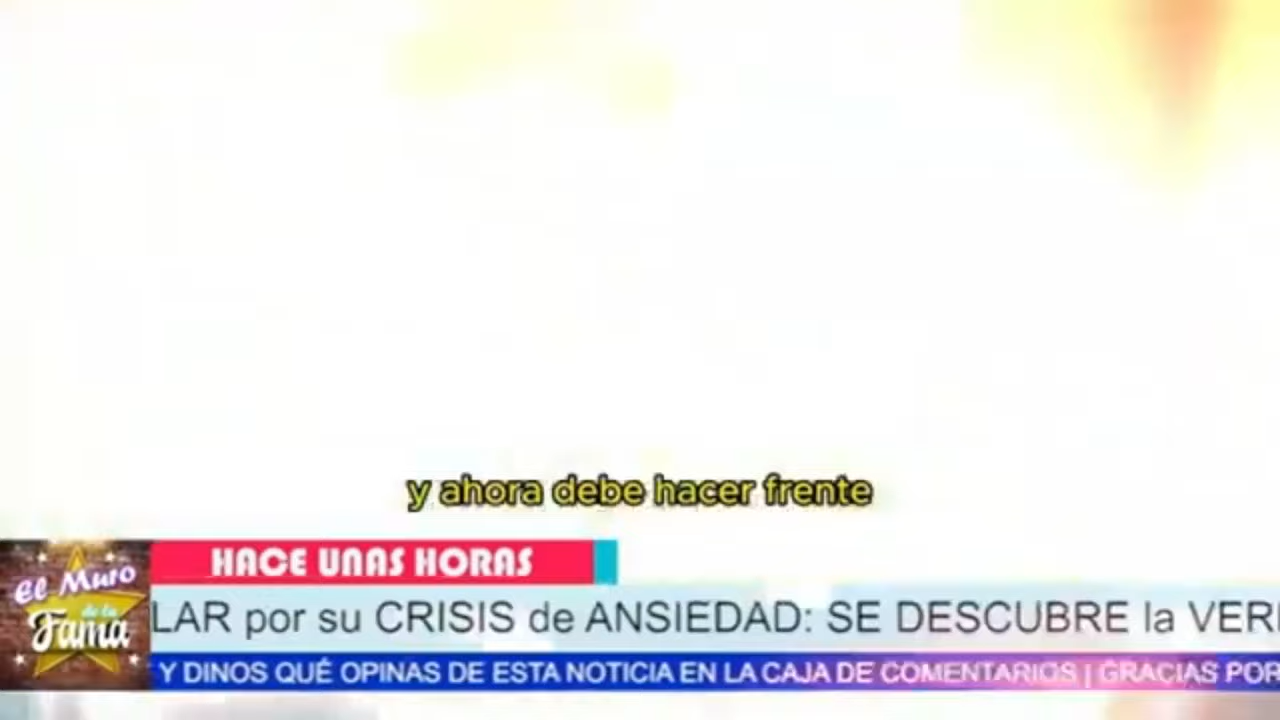 y ahora debe hacer frente
HACE UNAS HORAS
El Muro
de la
Fama
LAR por su CRISIS de ANSIEDAD: SE DESCUBRE la VER
Y DINOS QUÉ OPINAS DE ESTA NOTICIA EN LA CAJA DE COMENTARIOS | GRACIAS POR